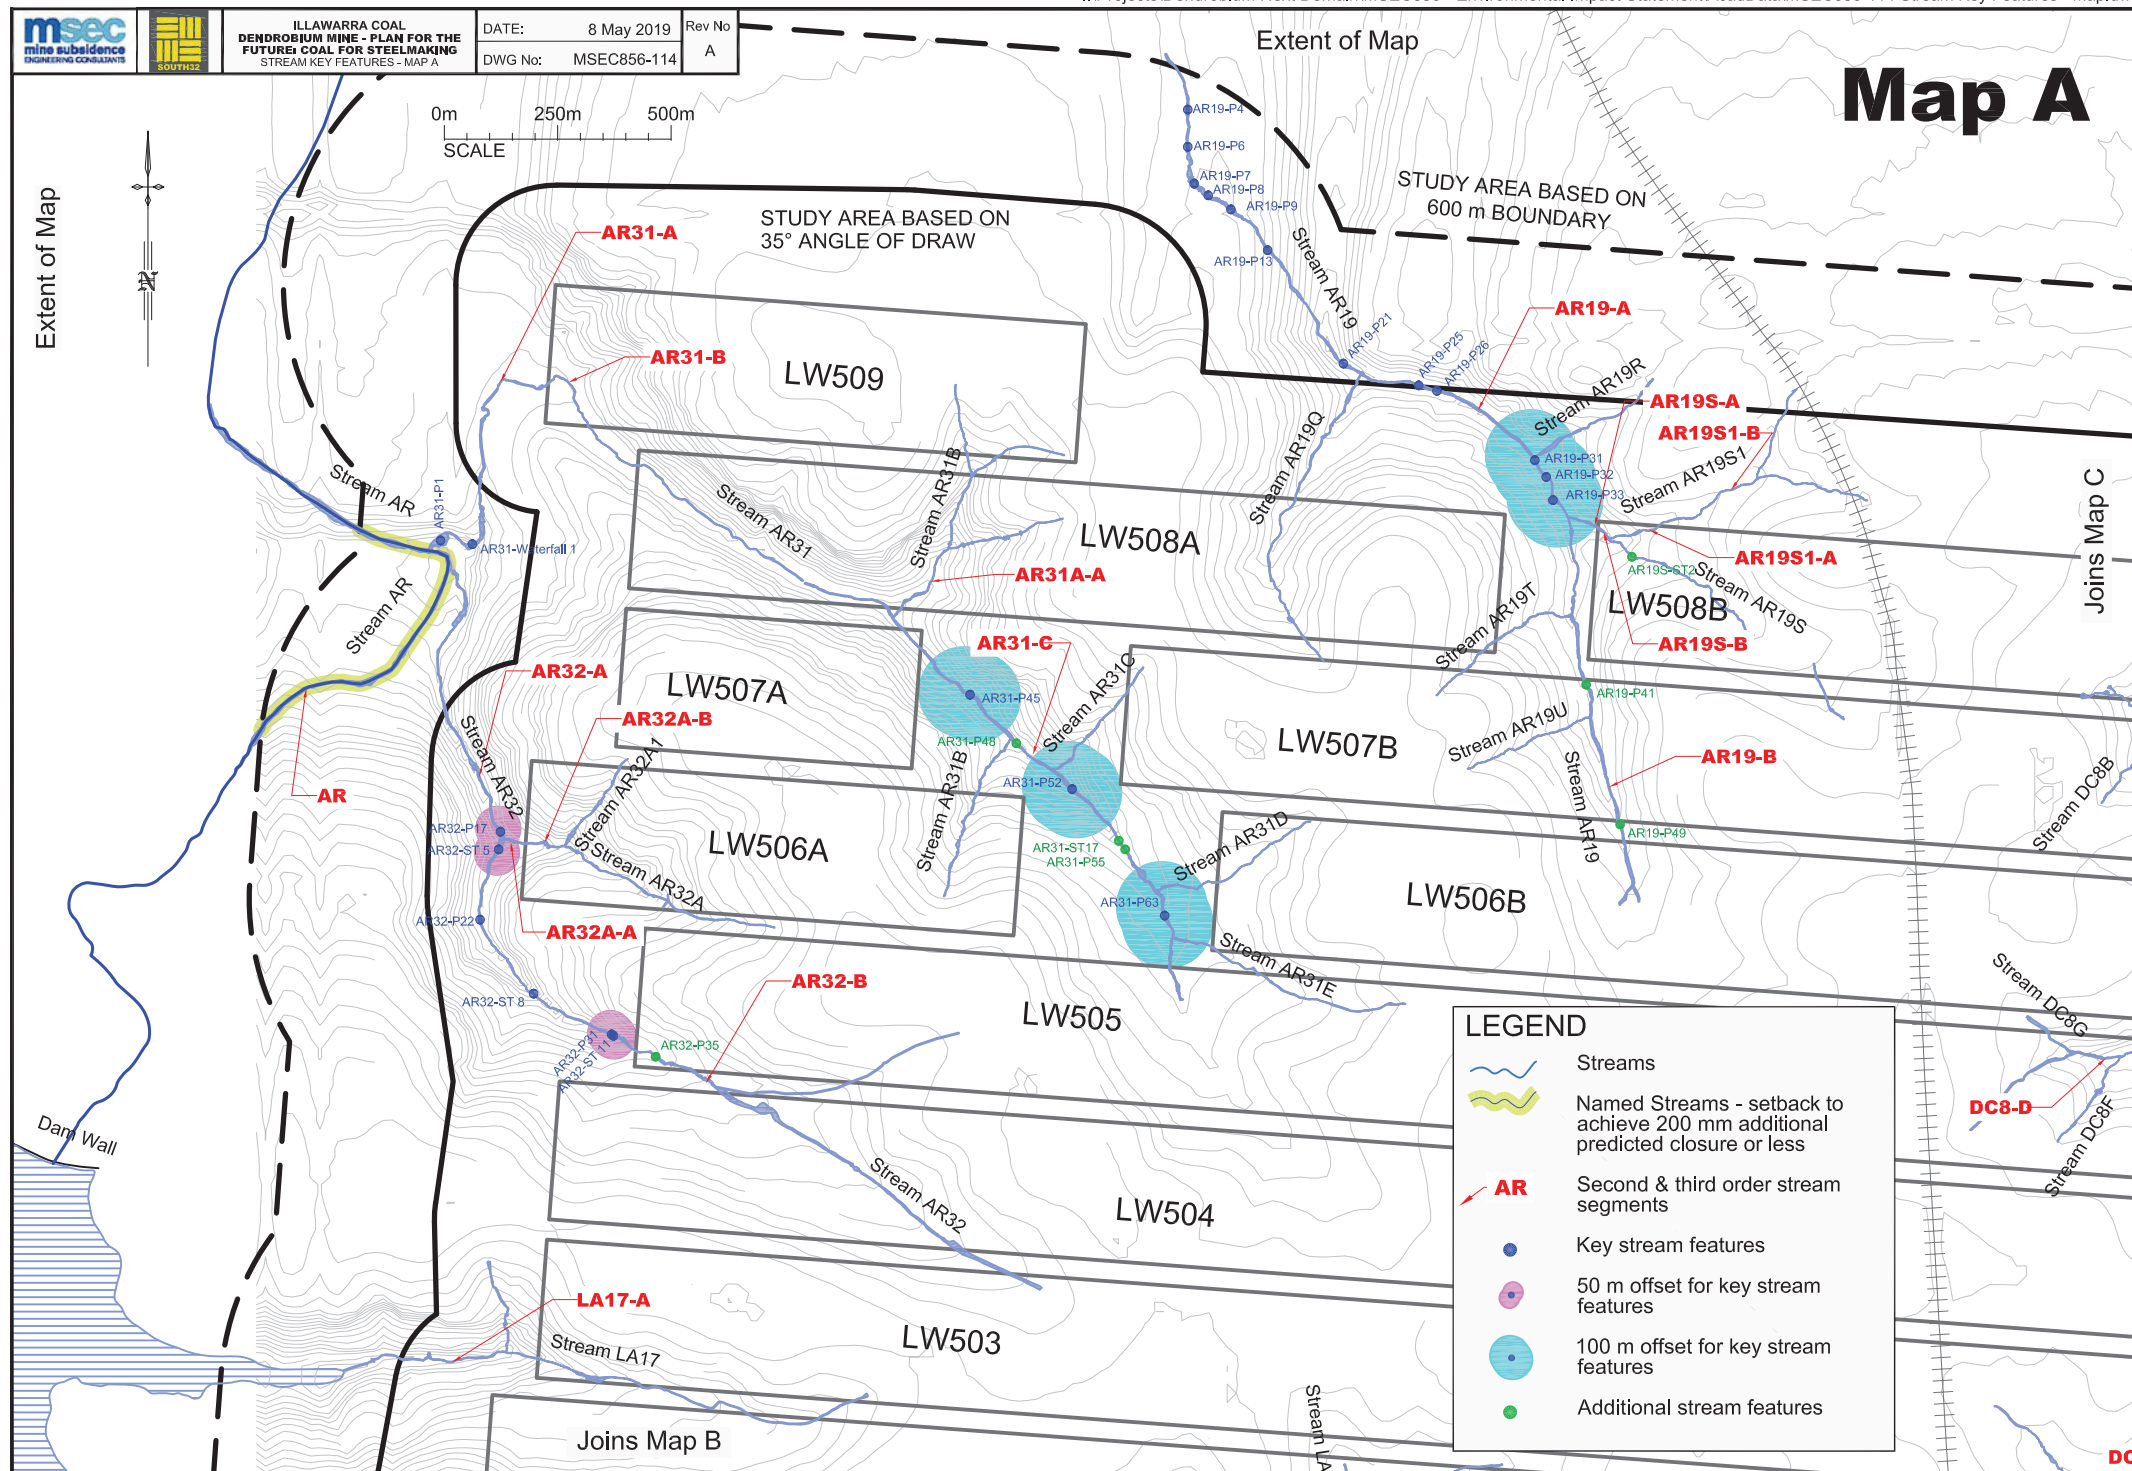 msec
mine subsidence
ENGINEERING CONSULTANTS
SOUTH32
ILLAWARRA COAL
DENDROBIUM MINE - PLAN FOR THE
FUTURE: COAL FOR STEELMAKING
STREAM KEY FEATURES - MAP A
DATE: 8 May 2019
DWG No: MSEC856-114
Rev No
A
Extent of Map
Map A
0m 250m 500m
SCALE
Extent of Map
N
STUDY AREA BASED ON
35° ANGLE OF DRAW
STUDY AREA BASED ON
600 m BOUNDARY
AR19-P4
AR19-P6
AR19-P7
AR19-P8
AR19-P9
AR19-P13
Stream AR19
AR19-P21
AR19-P25
AR19-P26
AR19-A
AR31-A
AR31-B
LW509
Stream AR19R
AR19S-A
AR19S1-B
Stream AR19S1
AR19-P31
AR19-P32
AR19-P33
Stream AR19Q
Stream AR31B
Stream AR31
Stream AR
AR31-P1
AR31-Waterfall 1
LW508A
AR31A-A
AR19S1-A
AR19S-ST2
Stream AR19S
LW508B
AR19S-B
Stream AR19T
Joins Map C
Stream AR
AR32-A
AR31-C
LW507A
AR31-P45
Stream AR31C
AR19-P41
AR32A-B
AR31-P48
LW507B
Stream AR19U
AR19-B
Stream AR19
Stream AR32
AR
Stream AR32A1
Stream AR31B
AR31-P52
Stream DC8B
AR32-P17
AR32-ST 5
S
Stream AR32A
LW506A
AR31-ST17
AR31-P55
Stream AR31D
AR19-P49
AR31-P63
LW506B
AR32-P22
AR32A-A
Stream AR31E
AR32-B
AR32-ST 8
LW505
Stream DC8G
AR32-P31
AR32-ST 11
AR32-P35
DC8-D
Stream DC8F
Dam Wall
Stream AR32
LW504
LA17-A
Stream LA17
LW503
Stream LA
Joins Map B
LEGEND
Streams
Named Streams - setback to
achieve 200 mm additional
predicted closure or less
AR
Second & third order stream
segments
Key stream features
50 m offset for key stream
features
100 m offset for key stream
features
Additional stream features